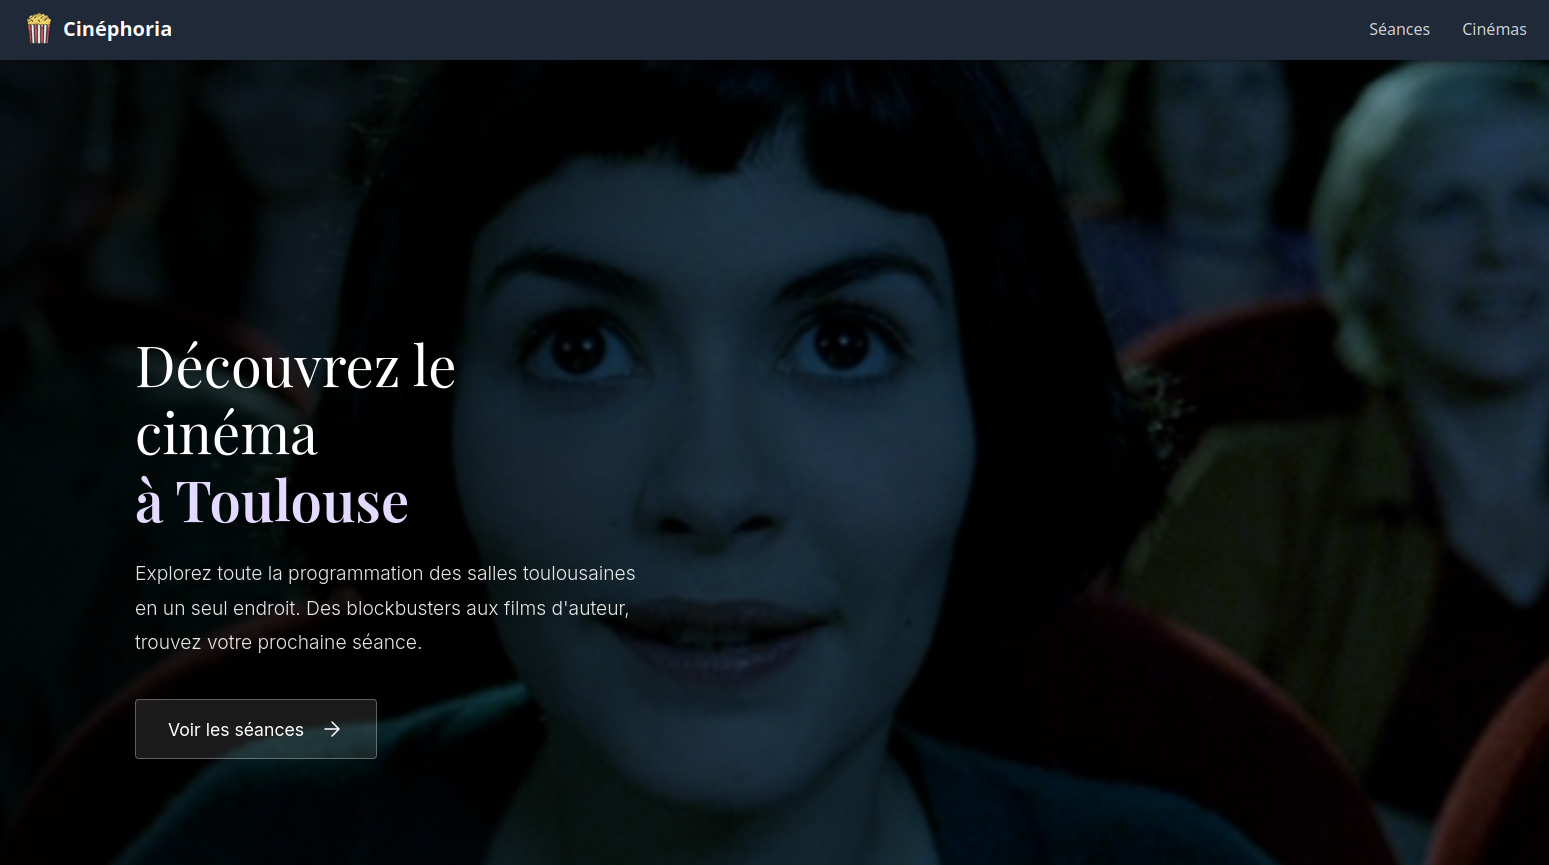 Cinéphoria
Séances
Cinémas
Découvrez le
cinéma
à Toulouse
Explorez toute la programmation des salles toulousaines
en un seul endroit. Des blockbusters aux films d'auteur,
trouvez votre prochaine séance.
Voir les séances →